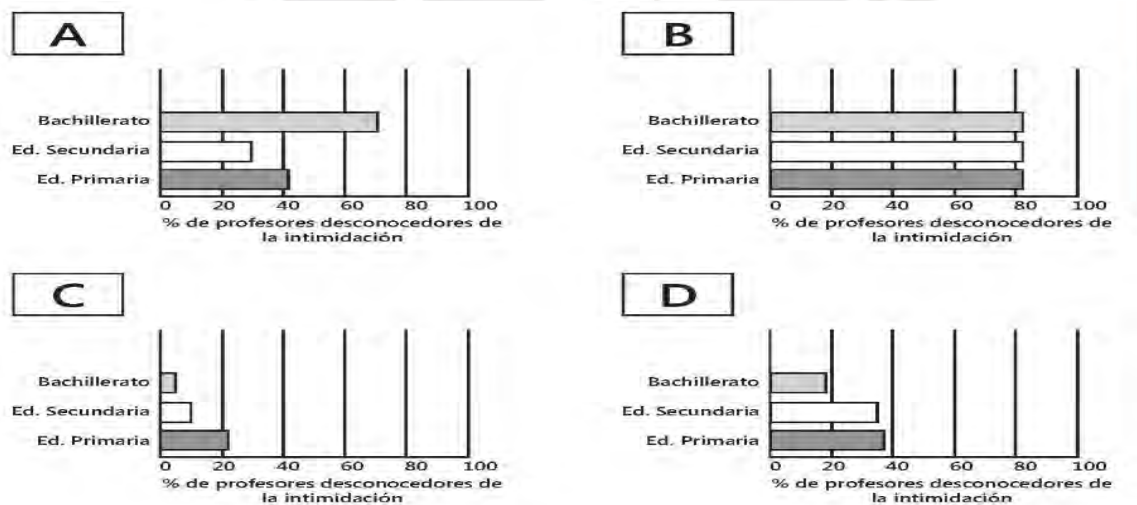 A
Bachillerato
Ed. Secundaria
Ed. Primaria
0 20 40 60 80 100
% de profesores desconocedores de
la intimidación
B
Bachillerato
Ed. Secundaria
Ed. Primaria
0 20 40 60 80 100
% de profesores desconocedores de
la intimidación
C
Bachillerato
Ed. Secundaria
Ed. Primaria
0 20 40 60 80 100
% de profesores desconocedores de
la intimidación
D
Bachillerato
Ed. Secundaria
Ed. Primaria
0 20 40 60 80 100
% de profesores desconocedores de
la intimidación